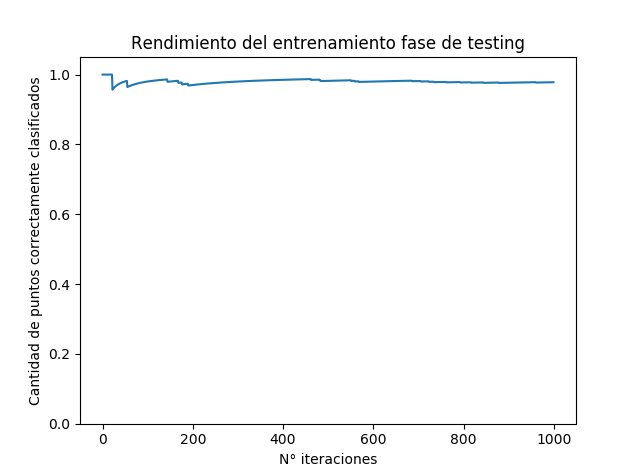 Rendimiento del entrenamiento fase de testing
Cantidad de puntos correctamente clasificados
1.0
0.8
0.6
0.4
0.2
0.0
0 200 400 600 800 1000
N° iteraciones